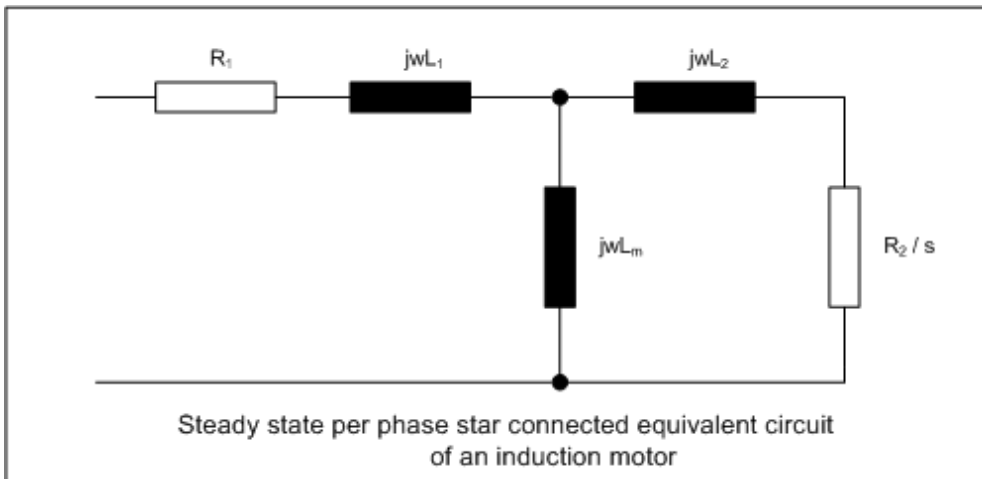 R₁
jwL₁
jwL₂
jwLₘ
R₂ / s
Steady state per phase star connected equivalent circuit
of an induction motor